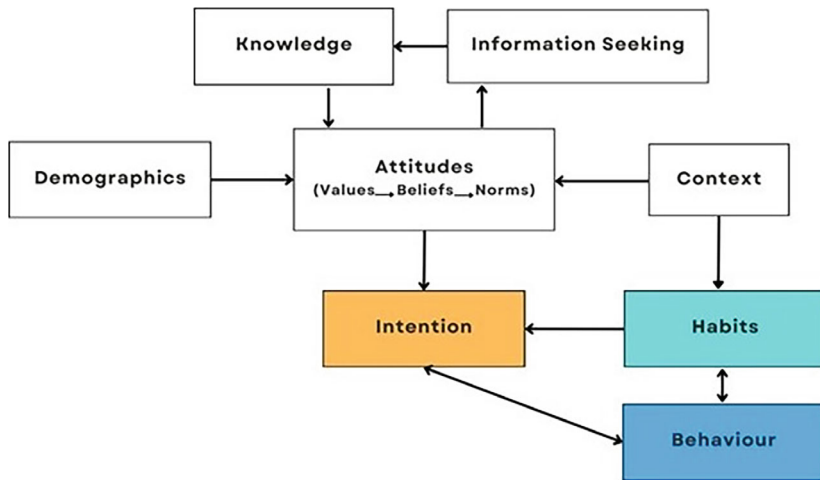 Knowledge
Information Seeking
Demographics
Attitudes
(Values→Beliefs→Norms)
Context
Intention
Habits
Behaviour